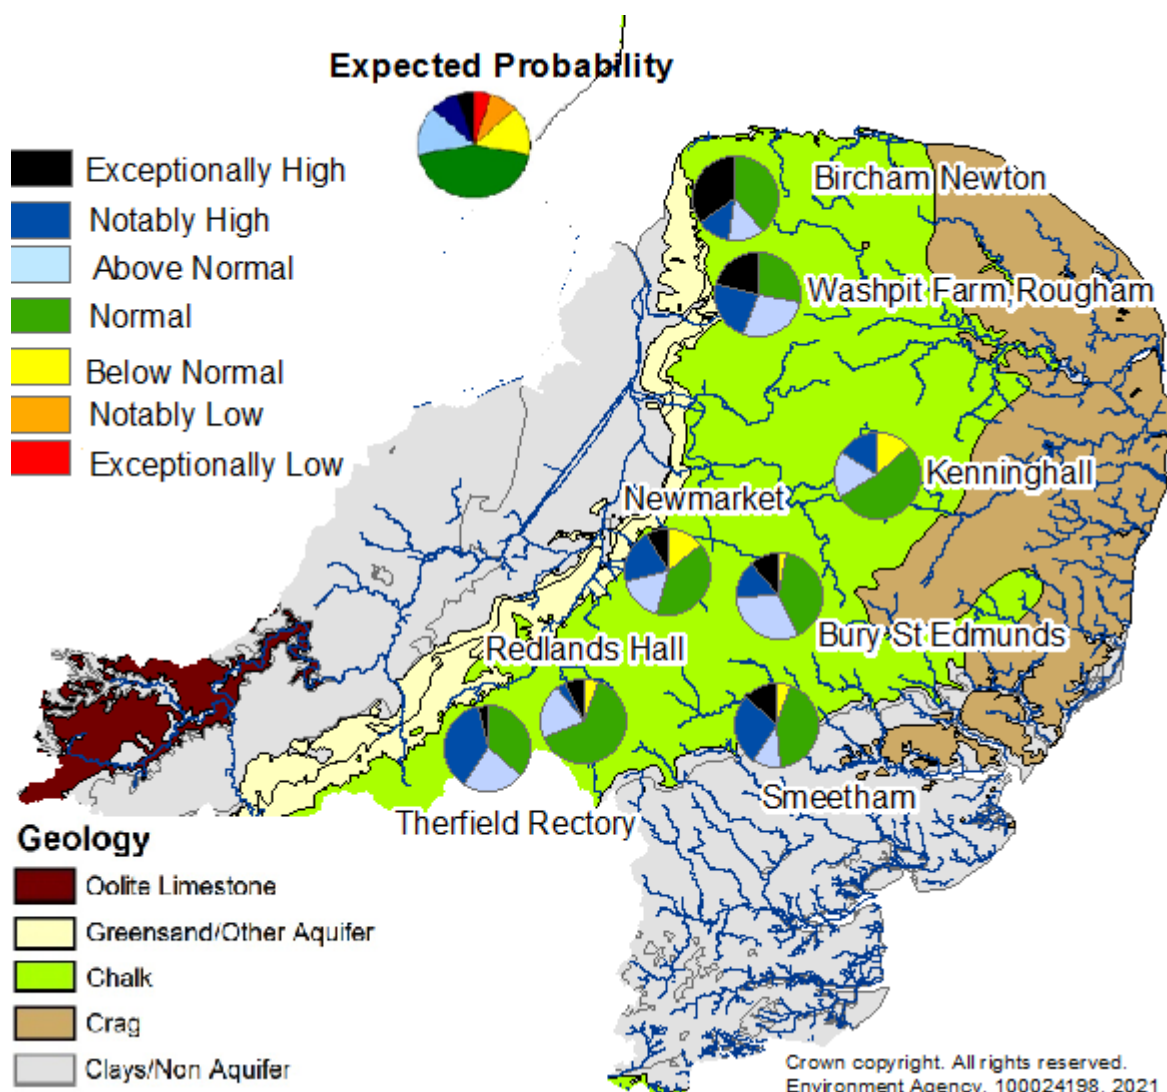 Expected Probability
Exceptionally High
Notably High
Above Normal
Normal
Below Normal
Notably Low
Exceptionally Low
Bircham Newton
Washpit Farm,Rougham
Kenninghall
Newmarket
Bury St Edmunds
Redlands Hall
Smeetham
Therfield Rectory
Geology
Oolite Limestone
Greensand/Other Aquifer
Chalk
Crag
Clays/Non Aquifer
Crown copyright. All rights reserved.
Environment Agency, 100024198, 2021